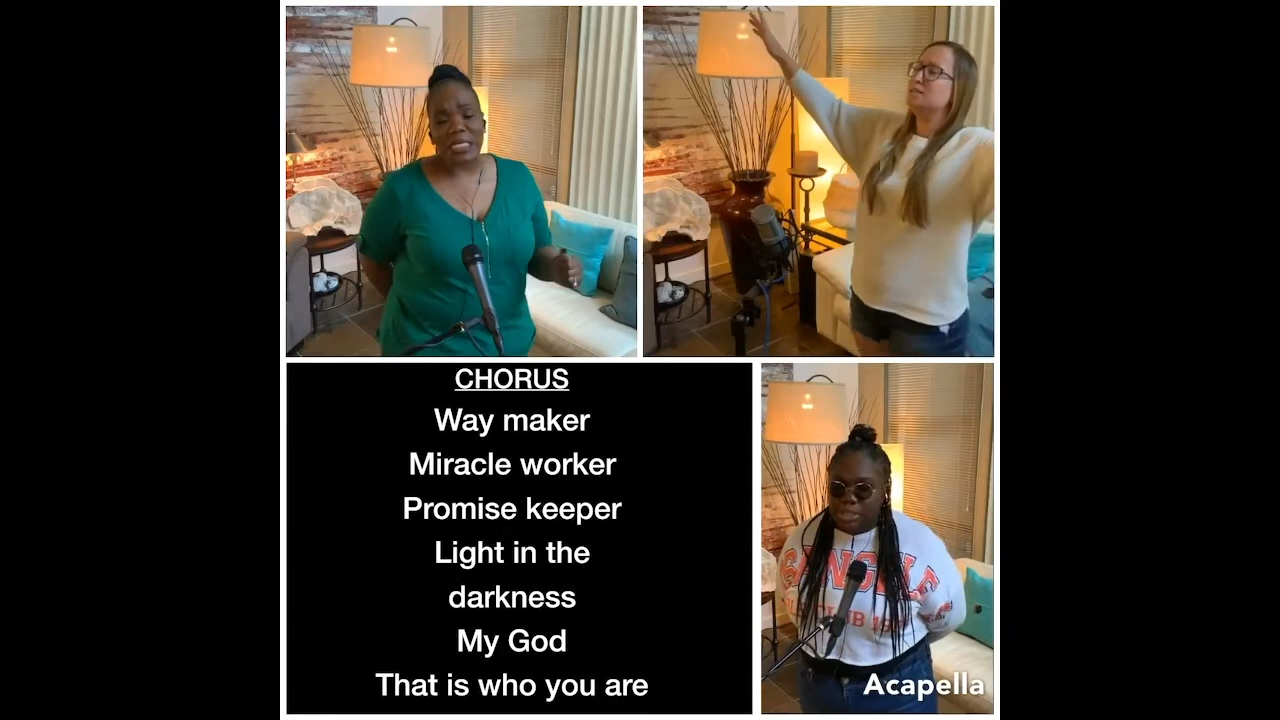 CHORUS
Way maker
Miracle worker
Promise keeper
Light in the
darkness
My God
That is who you are
Acapella